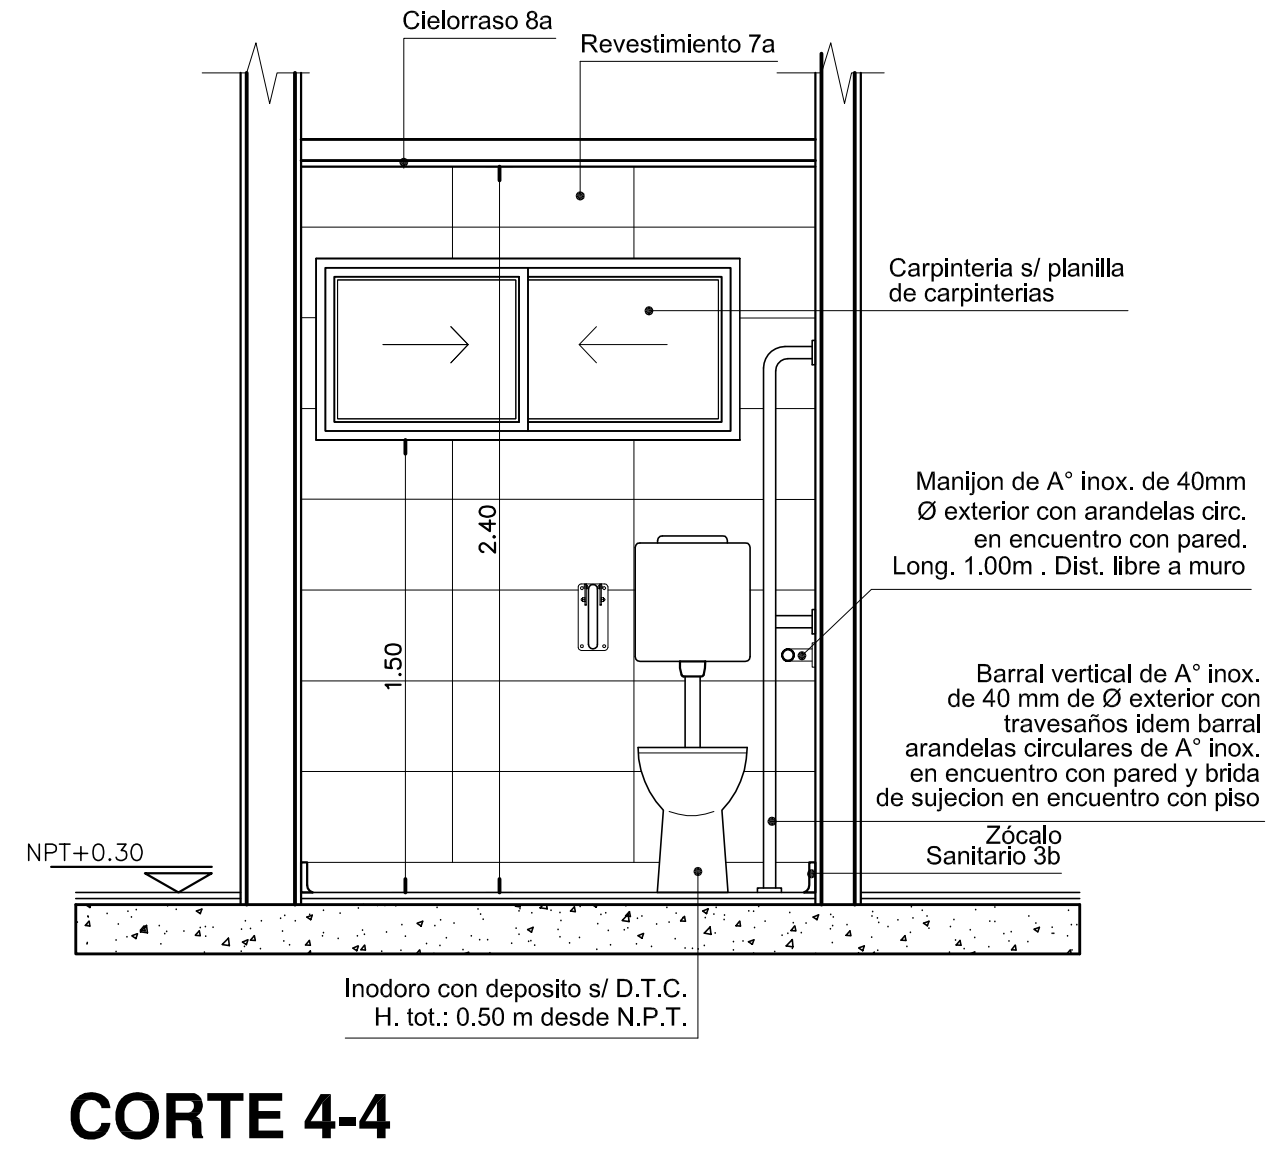 Cielorraso 8a
Revestimiento 7a
Carpinteria s/ planilla
de carpinterias
Manijon de A° inox. de 40mm
Ø exterior con arandelas circ.
en encuentro con pared.
Long. 1.00m . Dist. libre a muro
2.40
1.50
Barral vertical de A° inox.
de 40 mm de Ø exterior con
travesaños idem barral
arandelas circulares de A° inox.
en encuentro con pared y brida
de sujecion en encuentro con piso
Zócalo
Sanitario 3b
NPT+0.30
Inodoro con deposito s/ D.T.C.
H. tot.: 0.50 m desde N.P.T.
CORTE 4-4